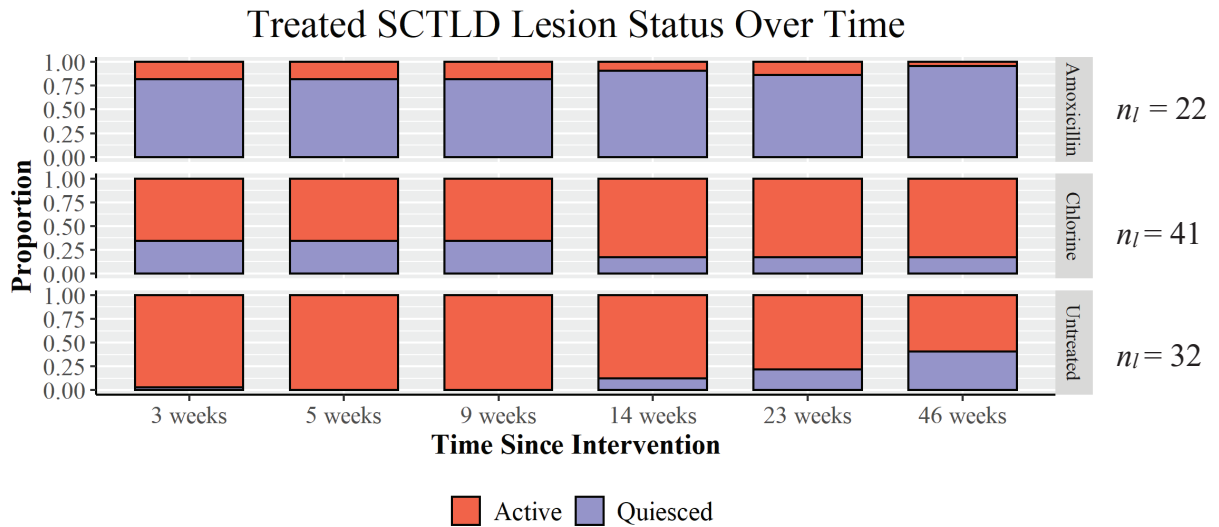 Treated SCTLD Lesion Status Over Time
Proportion
1.00
0.75
0.50
0.25
0.00
Amoxicillin
nl = 22
1.00
0.75
0.50
0.25
0.00
Chlorine
nl = 41
1.00
0.75
0.50
0.25
0.00
Untreated
nl = 32
3 weeks 5 weeks 9 weeks 14 weeks 23 weeks 46 weeks
Time Since Intervention
Active Quiesced